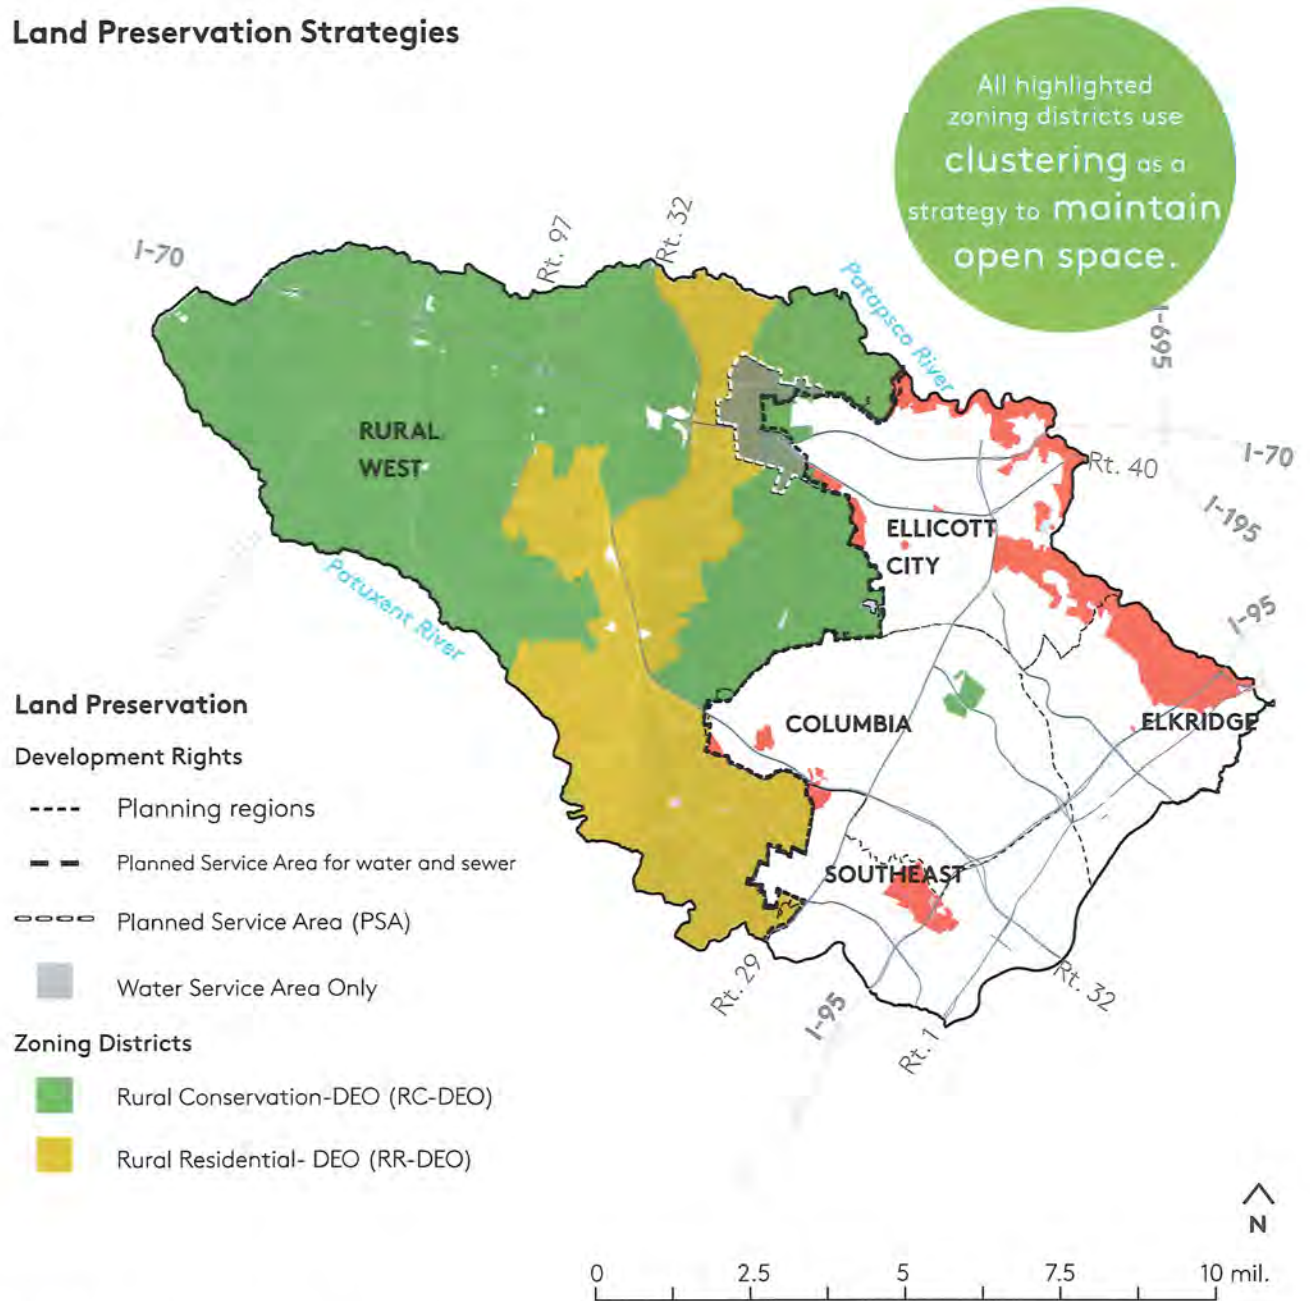 Land Preservation Strategies
All highlighted
zoning districts use
clustering as a
strategy to maintain
open space.
I-70
Rt. 97
Rt. 32
Patapsco River
I-695
RURAL
WEST
Rt. 40
I-70
I-195
ELLICOTT
CITY
Patuxent River
I-95
COLUMBIA
ELKRIDGE
SOUTHEAST
Rt. 29
I-95
Rt. 1
Rt. 32
Land Preservation
Development Rights
Planning regions
Planned Service Area for water and sewer
Planned Service Area (PSA)
Water Service Area Only
Zoning Districts
Rural Conservation-DEO (RC-DEO)
Rural Residential- DEO (RR-DEO)
N
0 2.5 5 7.5 10 mil.